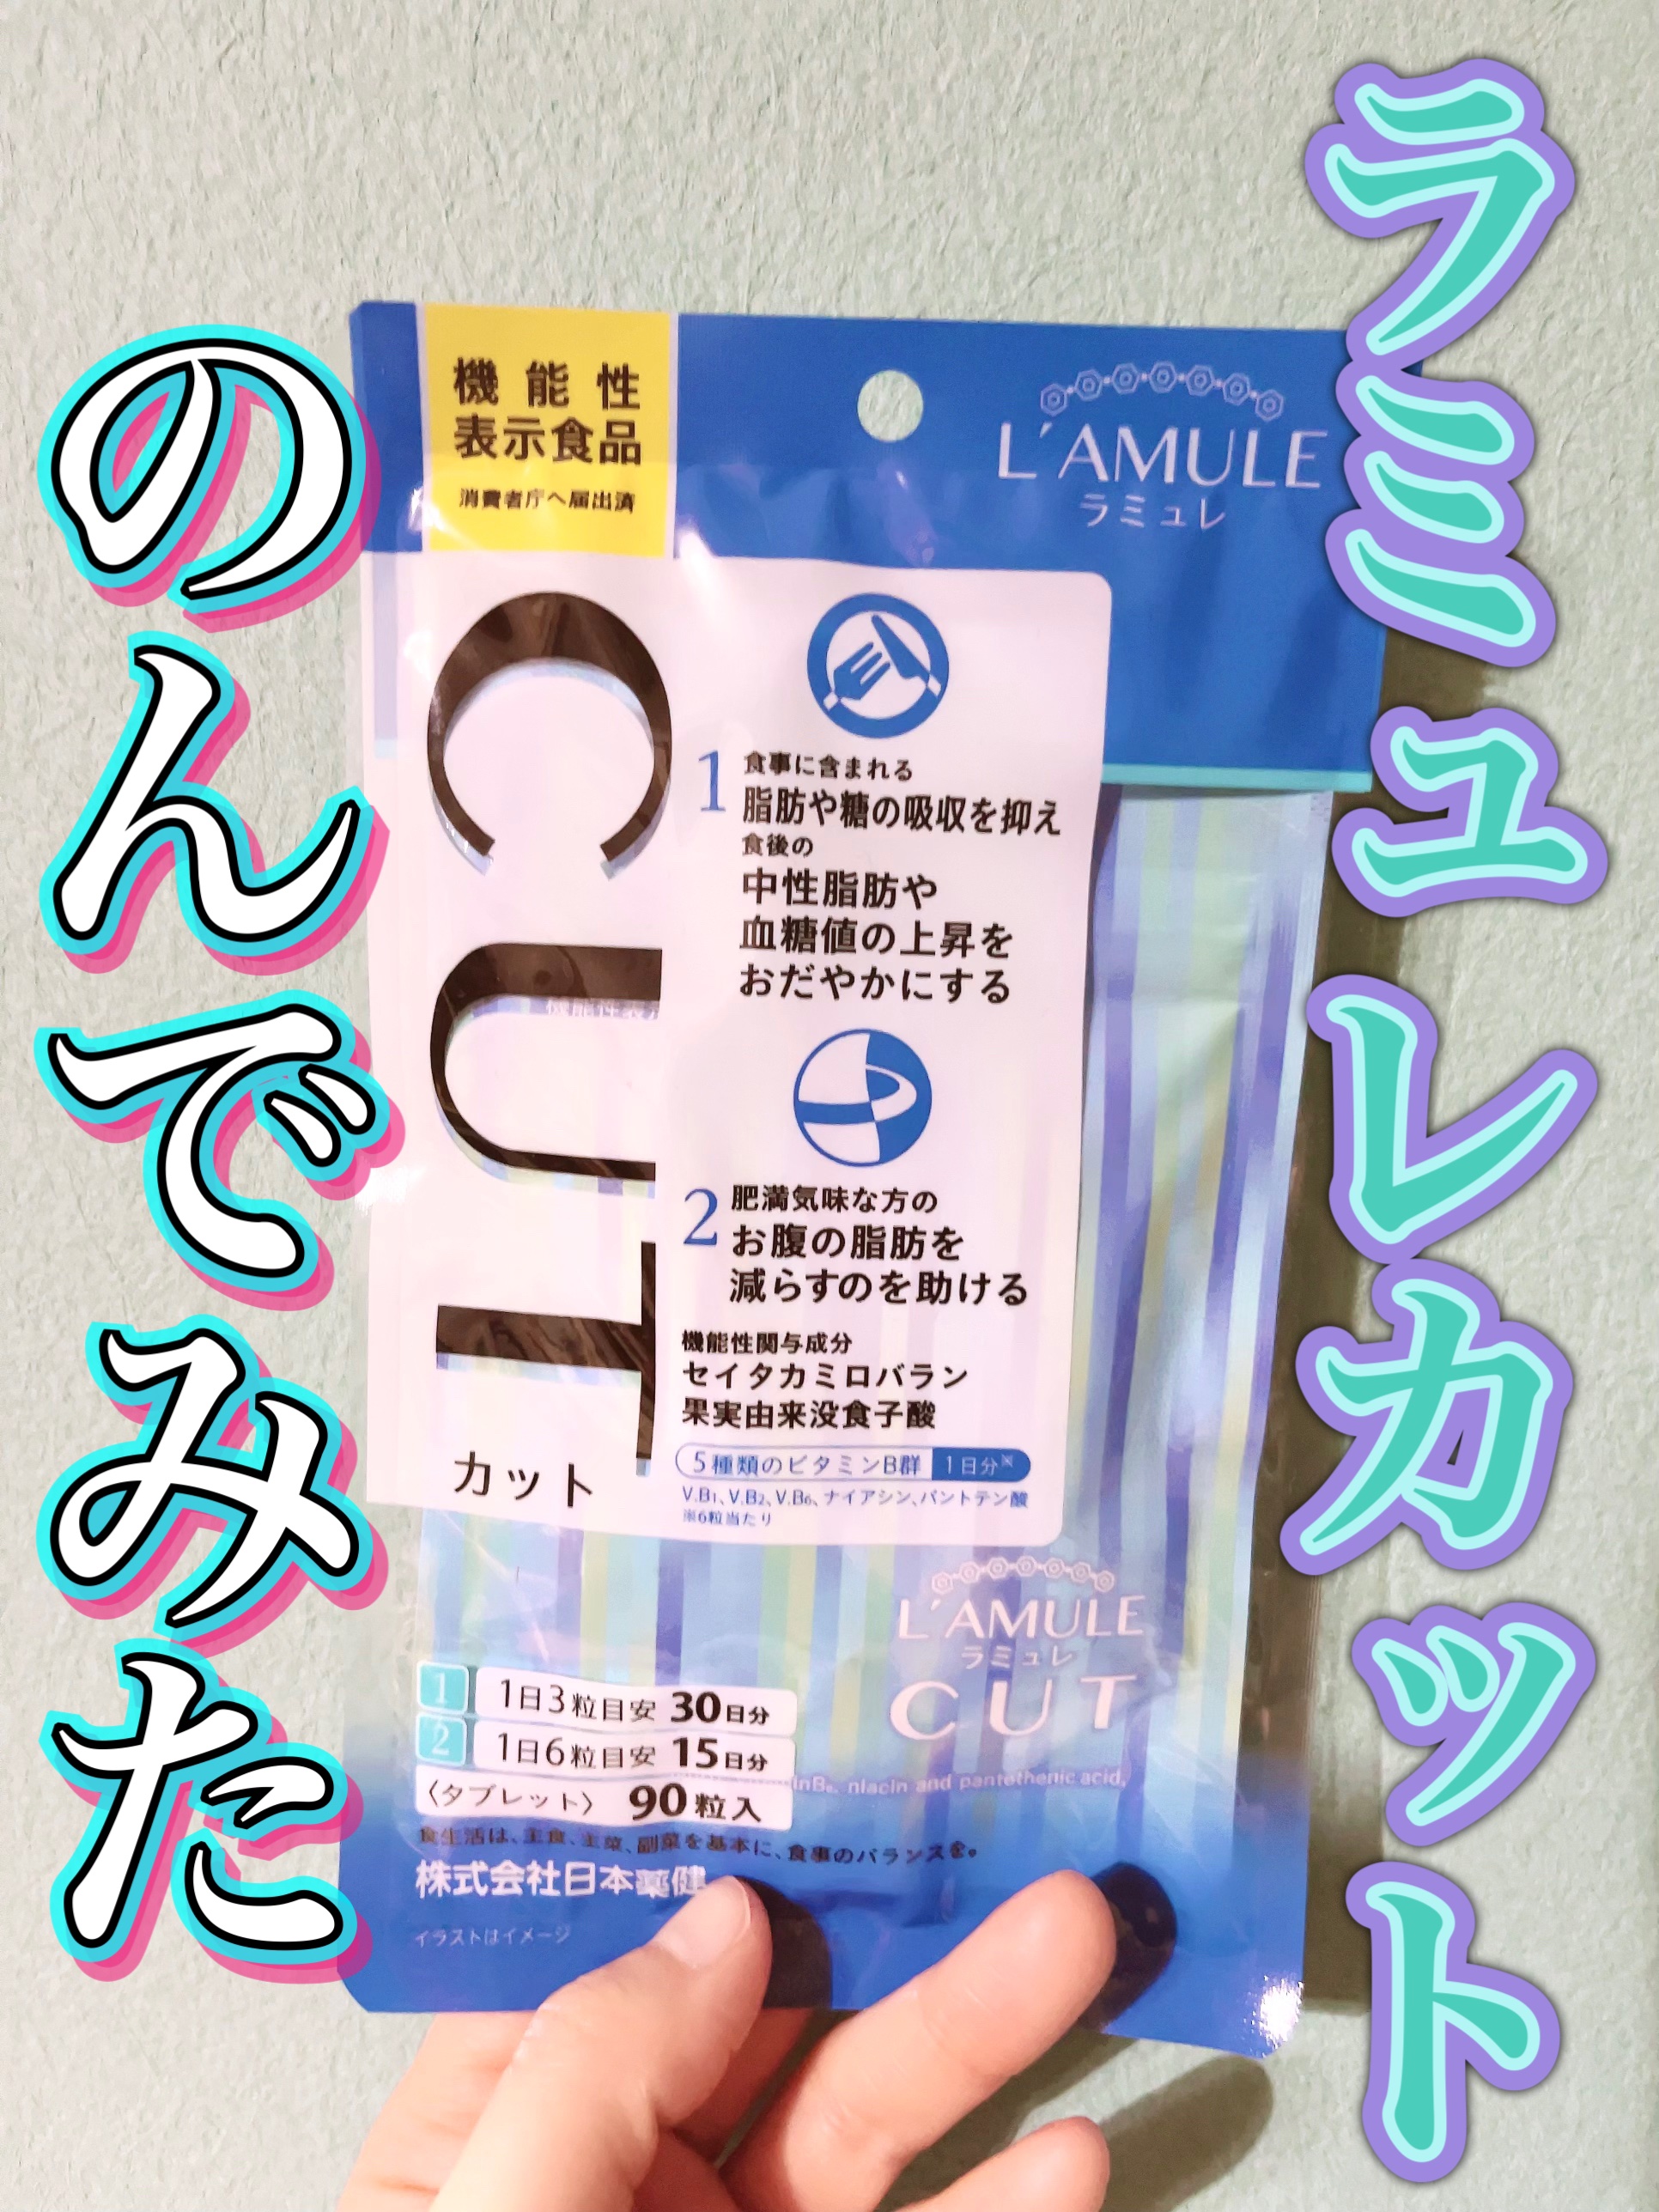 ラミュレカット
のんでみた
機能性
表示食品
消費者庁へ届出済
L'AMULE
ラミュレ
CUT
カット
1
食事に含まれる
脂肪や糖の吸収を抑え
食後の
中性脂肪や
血糖値の上昇を
おだやかにする
2
肥満気味な方の
お腹の脂肪を
減らすのを助ける
機能性関与成分
セイタカミロバラン
果実由来没食子酸
5種類のビタミンB群 1日分※
V.B1、V.B2、V.B6、ナイアシン、パントテン酸
※6粒当たり
L'AMULE
ラミュレ
CUT
niacin and pantothenic acid,
1 1日3粒目安 30日分
2 1日6粒目安 15日分
〈タブレット〉 90粒入
食生活は、主食、主菜、副菜を基本に、食事のバランスを。
株式会社日本薬健
イラストはイメージ